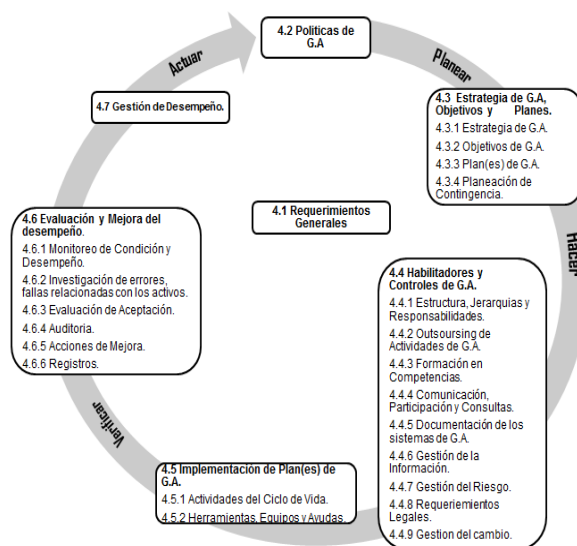 4.2 Politicas de
G.A
Planear
4.3 Estrategia de G.A,
Objetivos y Planes.
4.3.1 Estrategia de G.A.
4.3.2 Objetivos de G.A.
4.3.3 Plan(es) de G.A.
4.3.4 Planeación de
Contingencia.
Hacer
4.1 Requerimientos
Generales
4.4 Habilitadores y
Controles de G.A.
4.4.1 Estructura, Jerarquias y
Responsabilidades.
4.4.2 Outsoursing de
Actividades de G.A.
4.4.3 Formación en
Competencias.
4.4.4 Comunicación,
Participación y Consultas.
4.4.5 Documentación de los
sistemas de G.A.
4.4.6 Gestión de la
Información.
4.4.7 Gestión del Riesgo.
4.4.8 Requeriemientos
Legales.
4.4.9 Gestion del cambio.
4.5 Implementación de Plan(es) de
G.A.
4.5.1 Actividades del Ciclo de Vida.
4.5.2 Herramientas, Equipos y Ayudas.
Verificar
4.6 Evaluación y Mejora del
desempeño.
4.6.1 Monitoreo de Condición y
Desempeño.
4.6.2 Investigación de errores,
fallas relacionadas con los activos.
4.6.3 Evaluación de Aceptación.
4.6.4 Auditoria.
4.6.5 Acciones de Mejora.
4.6.6 Registros.
4.7 Gestión de Desempeño.
Actuar